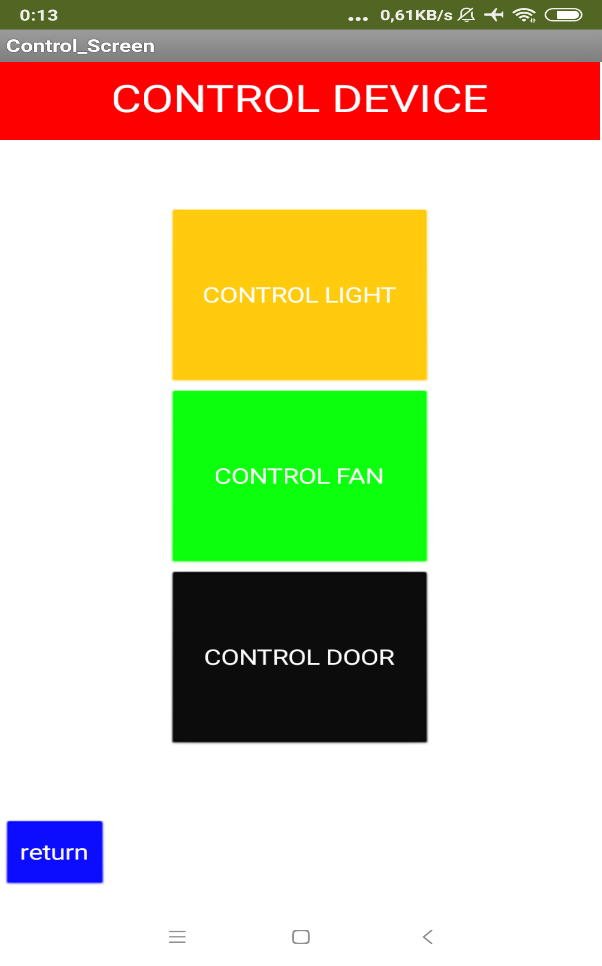 0:13 ... 0,61KB/s
Control_Screen
CONTROL DEVICE
CONTROL LIGHT
CONTROL FAN
CONTROL DOOR
return